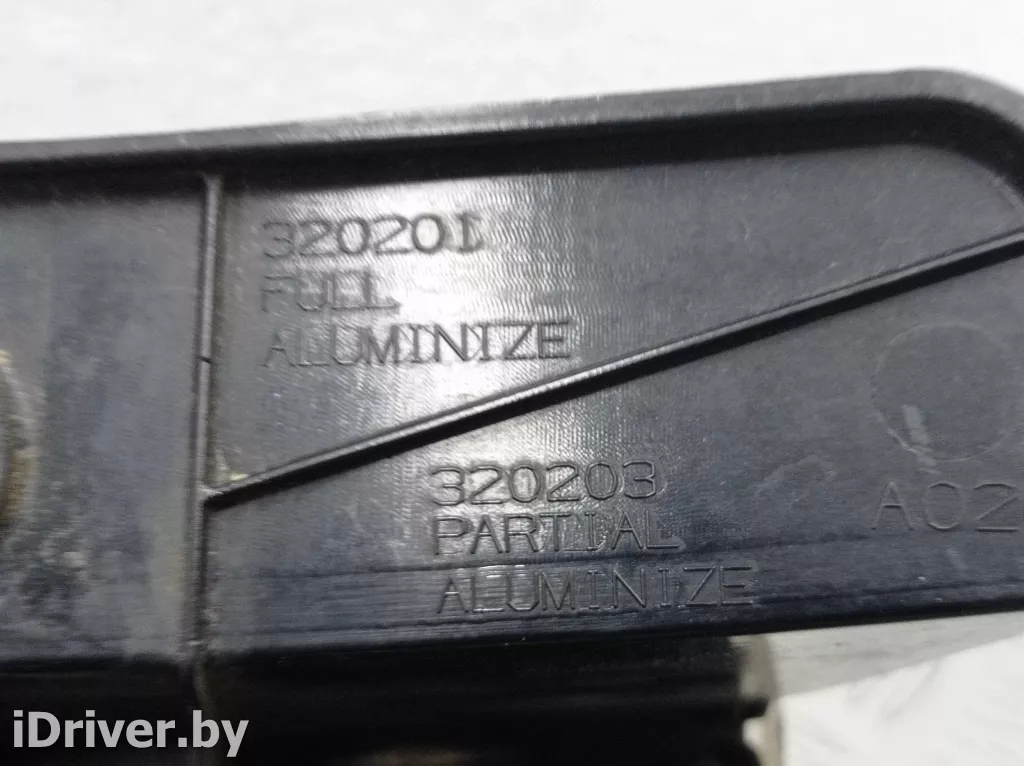 320201
FULL
ALUMINIZE
320203
PARTIAL
ALUMINIZE
A02
iDriver.by